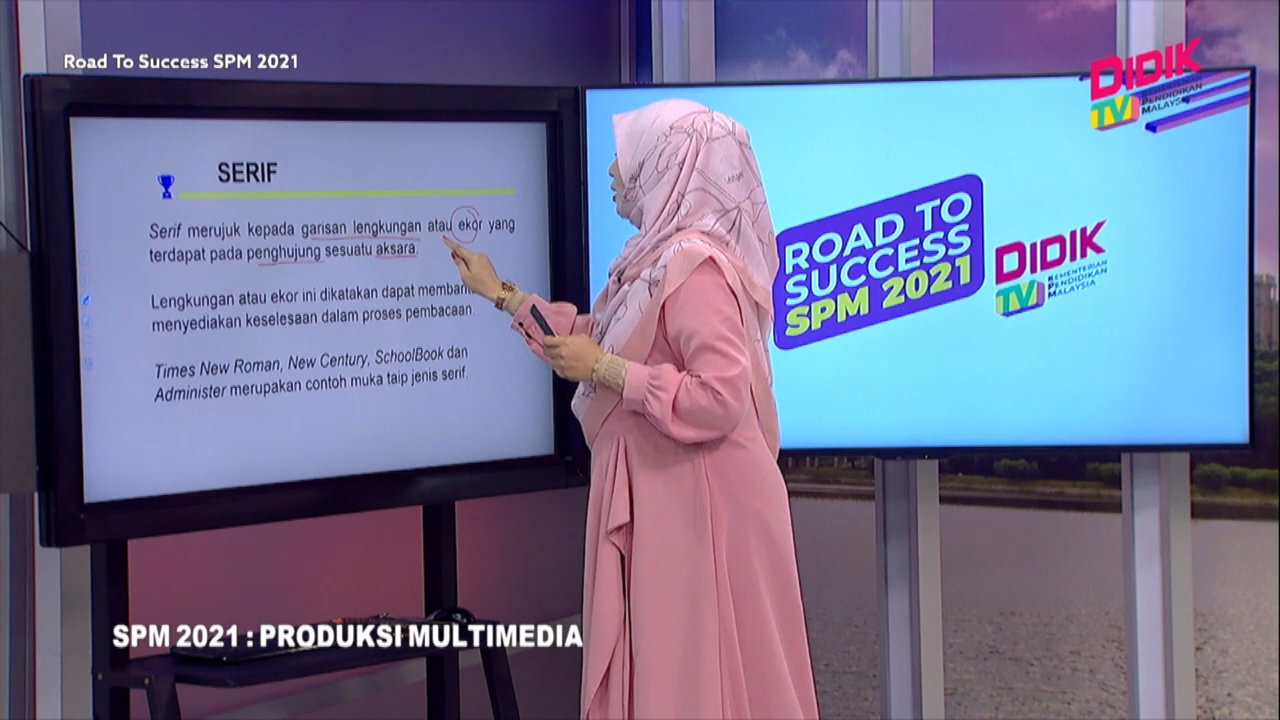 Road To Success SPM 2021
DIDIK
TV
KEMENTERIAN
PENDIDIKAN
MALAYSIA
SERIF
Serif merujuk kepada garisan lengkungan atau ekor yang
terdapat pada penghujung sesuatu aksara.
Lengkungan atau ekor ini dikatakan dapat memban
menyediakan keselesaan dalam proses pembacaan.
Times New Roman, New Century, SchoolBook dan
Administer merupakan contoh muka taip jenis serif.
ROAD TO
SUCCESS
SPM 2021
DIDIK
TV
KEMENTERIAN
PENDIDIKAN
MALAYSIA
SPM 2021 : PRODUKSI MULTIMEDIA